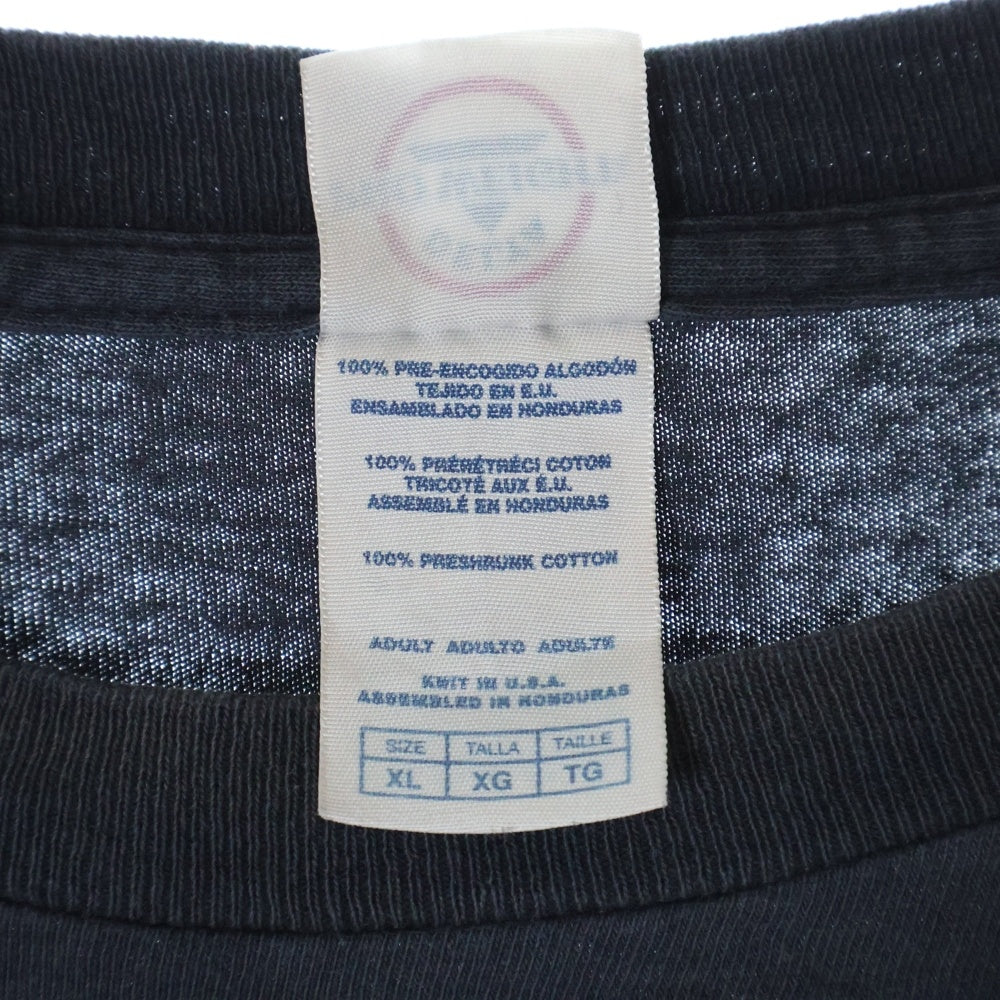 100% PRE-ENCOGIDO ALGODÓN
TEJIDO EN E.U.
ENSAMBLADO EN HONDURAS
100% PRÉRÉTRÉCI COTON
TRICOTÉ AUX É.U.
ASSEMBLÉ EN HONDURAS
100% PRESHRUNK COTTON
ADULT ADULTO ADULTE
KNIT IN U.S.A.
ASSEMBLED IN HONDURAS
SIZE TALLA TAILLE
XL XG TG